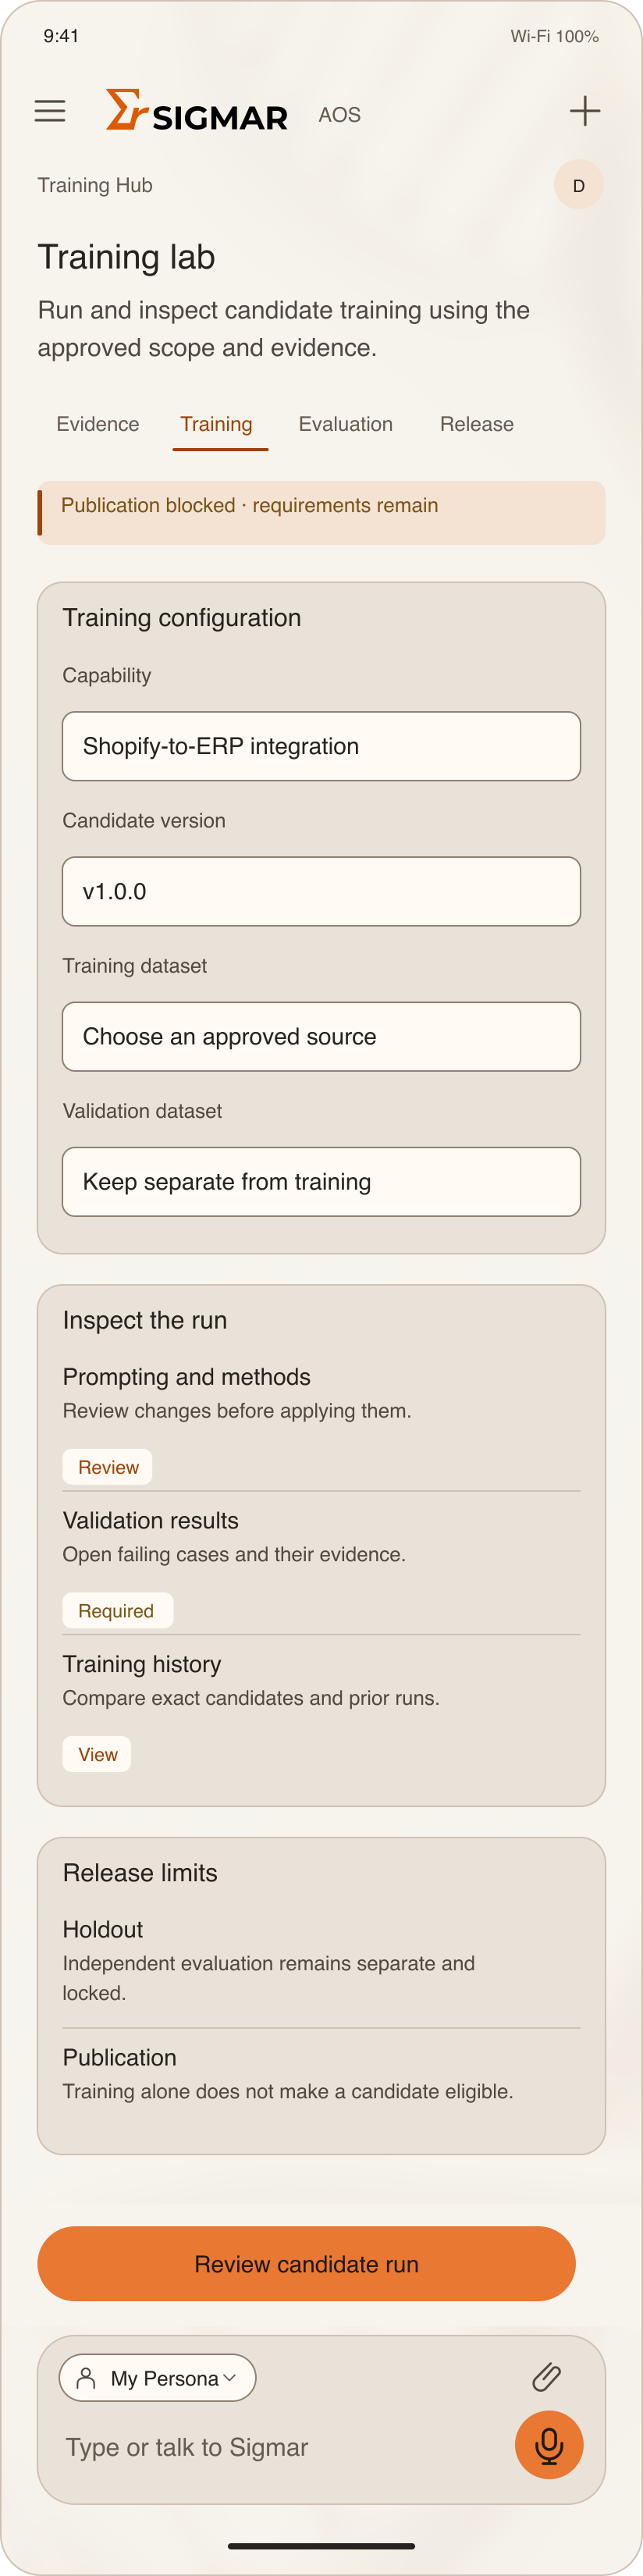 9:41
Wi-Fi 100%
Σr SIGMAR
AOS
Training Hub
D
Training lab
Run and inspect candidate training using the
approved scope and evidence.
Evidence
Training
Evaluation
Release
Publication blocked · requirements remain
Training configuration
Capability
Shopify-to-ERP integration
Candidate version
v1.0.0
Training dataset
Choose an approved source
Validation dataset
Keep separate from training
Inspect the run
Prompting and methods
Review changes before applying them.
Review
Validation results
Open failing cases and their evidence.
Required
Training history
Compare exact candidates and prior runs.
View
Release limits
Holdout
Independent evaluation remains separate and
locked.
Publication
Training alone does not make a candidate eligible.
Review candidate run
My Persona
Type or talk to Sigmar